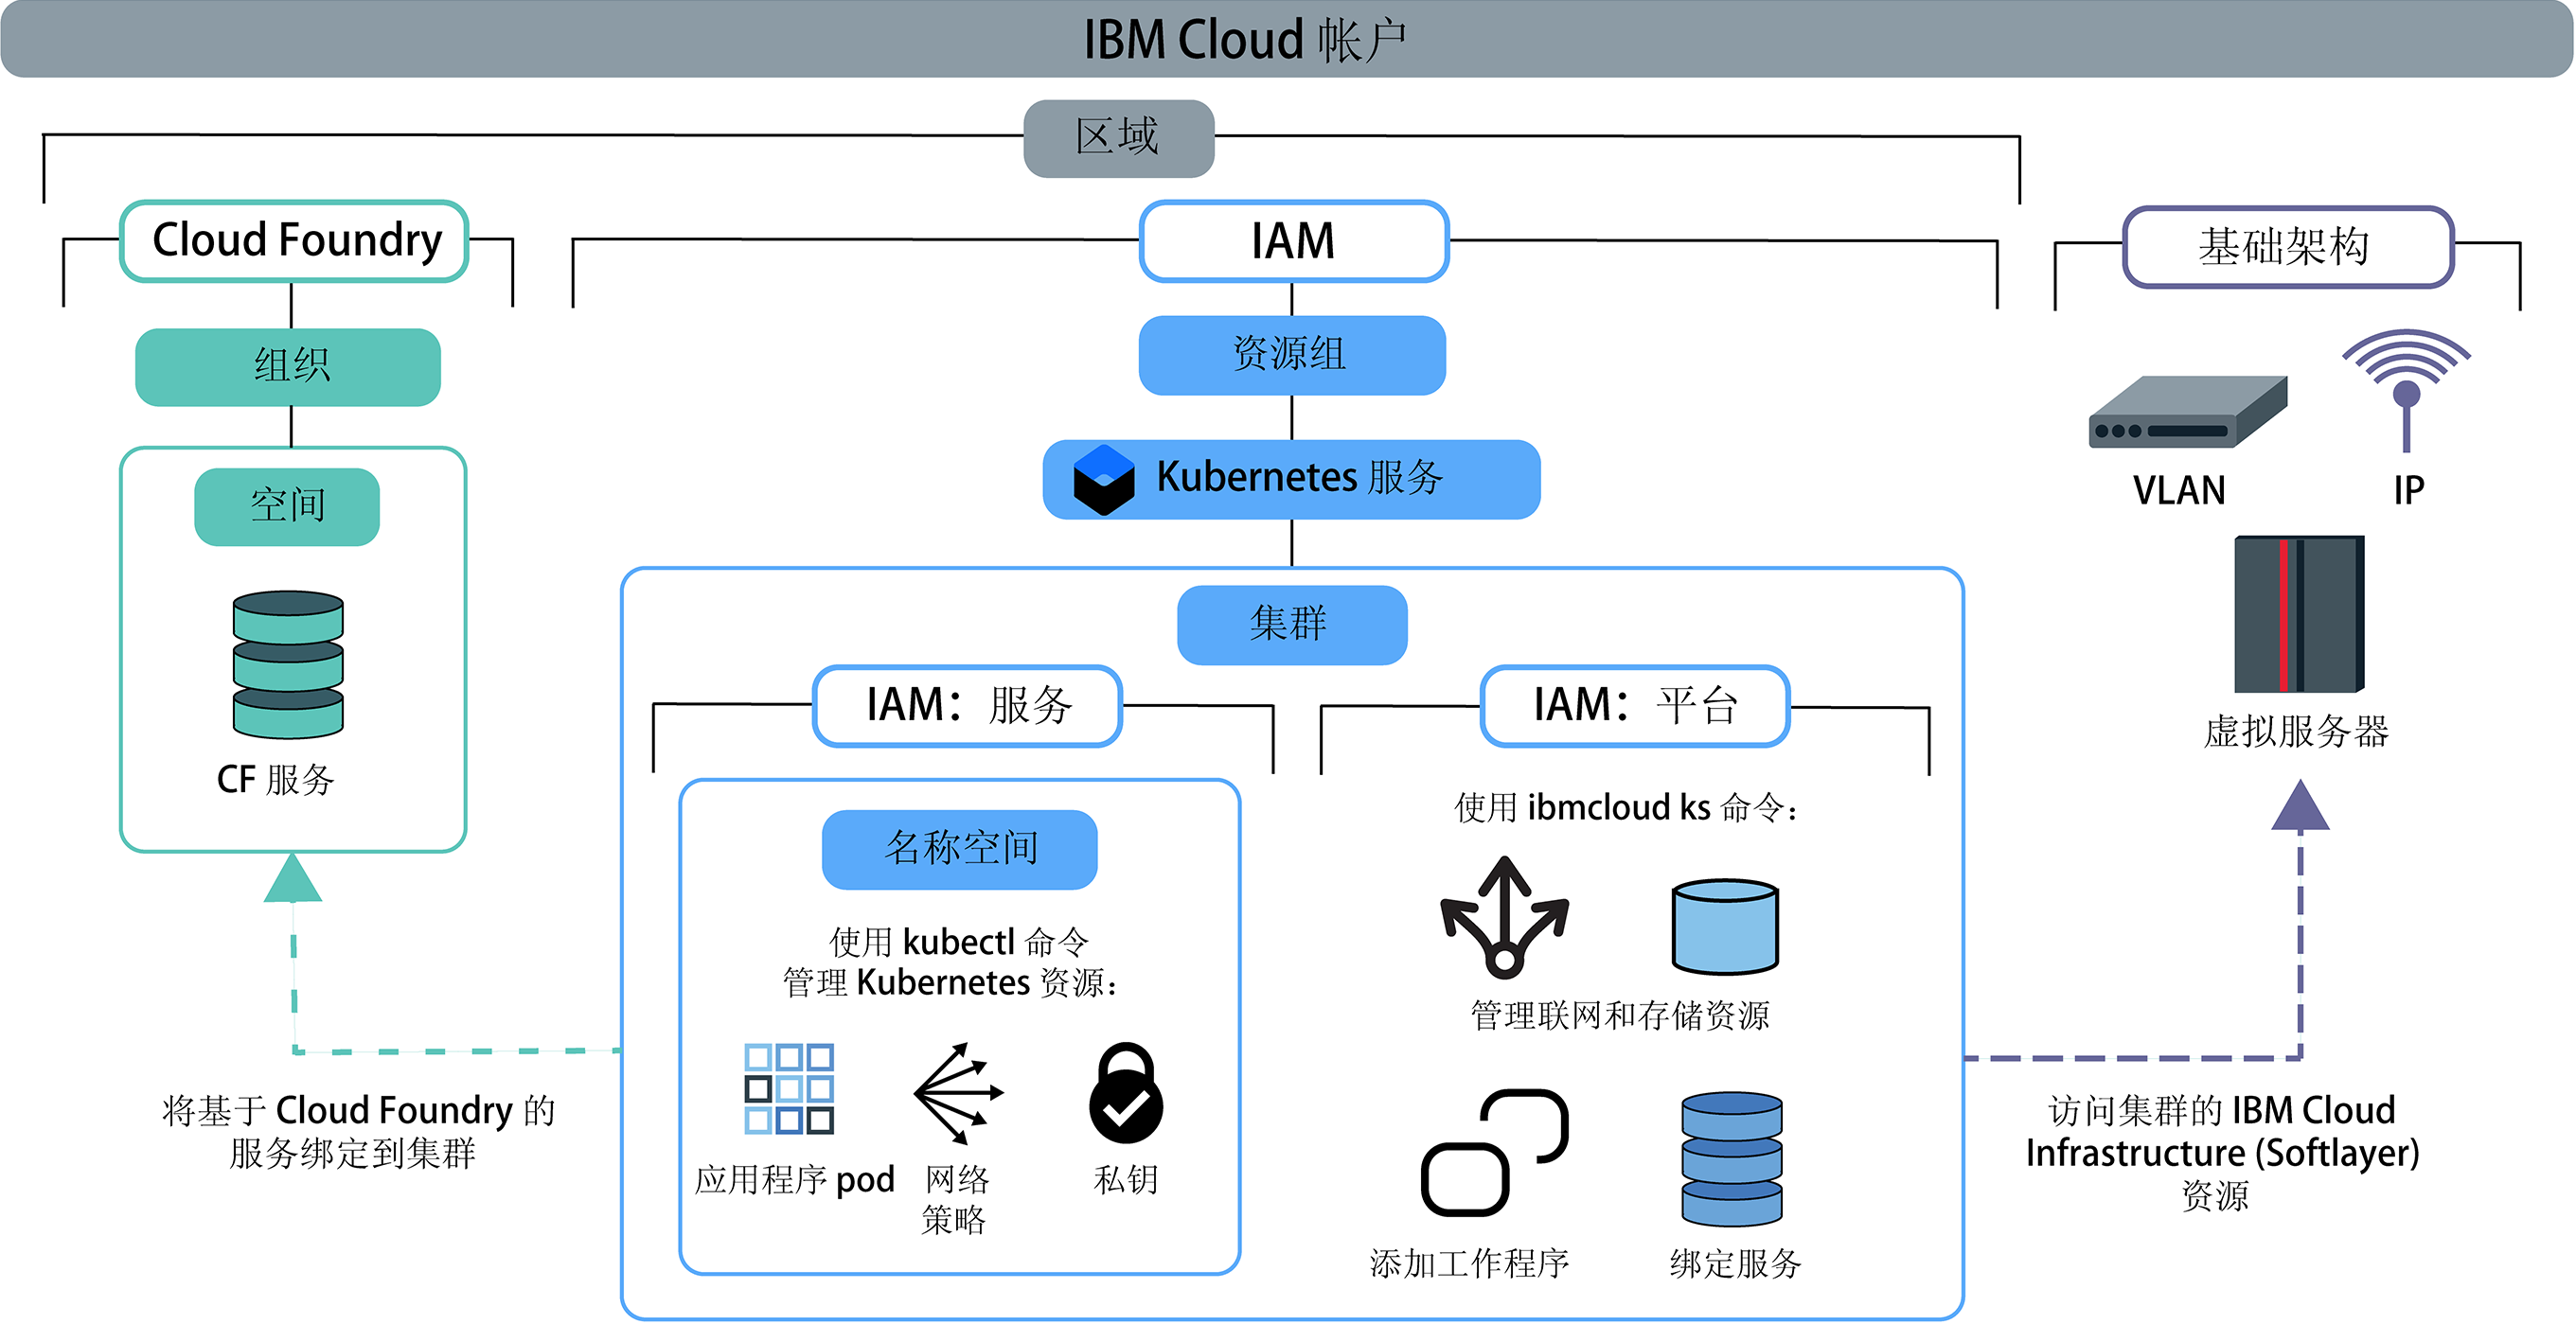 IBM Cloud 帐户
区域
Cloud Foundry
IAM
基础架构
组织
资源组
空间
Kubernetes 服务
VLAN
IP
CF 服务
集群
IAM：服务
IAM：平台
虚拟服务器
名称空间
使用 kubectl 命令
管理 Kubernetes 资源：
应用程序 pod
网络
策略
私钥
使用 ibmcloud ks 命令：
管理联网和存储资源
添加工作程序
绑定服务
将基于 Cloud Foundry 的
服务绑定到集群
访问集群的 IBM Cloud
Infrastructure (Softlayer)
资源